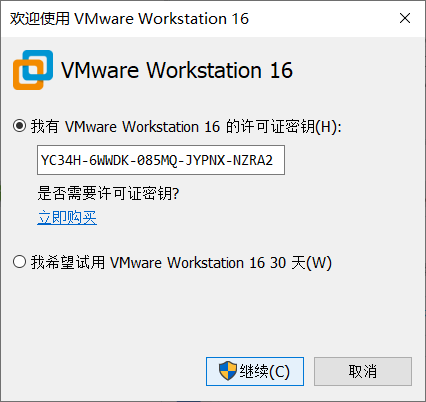 欢迎使用 VMware Workstation 16
VMware Workstation 16
我有 VMware Workstation 16 的许可证密钥(H):
YC34H-6WWDK-085MQ-JYPNX-NZRA2
是否需要许可证密钥?
立即购买
我希望试用 VMware Workstation 16 30 天(W)
继续(C)
取消